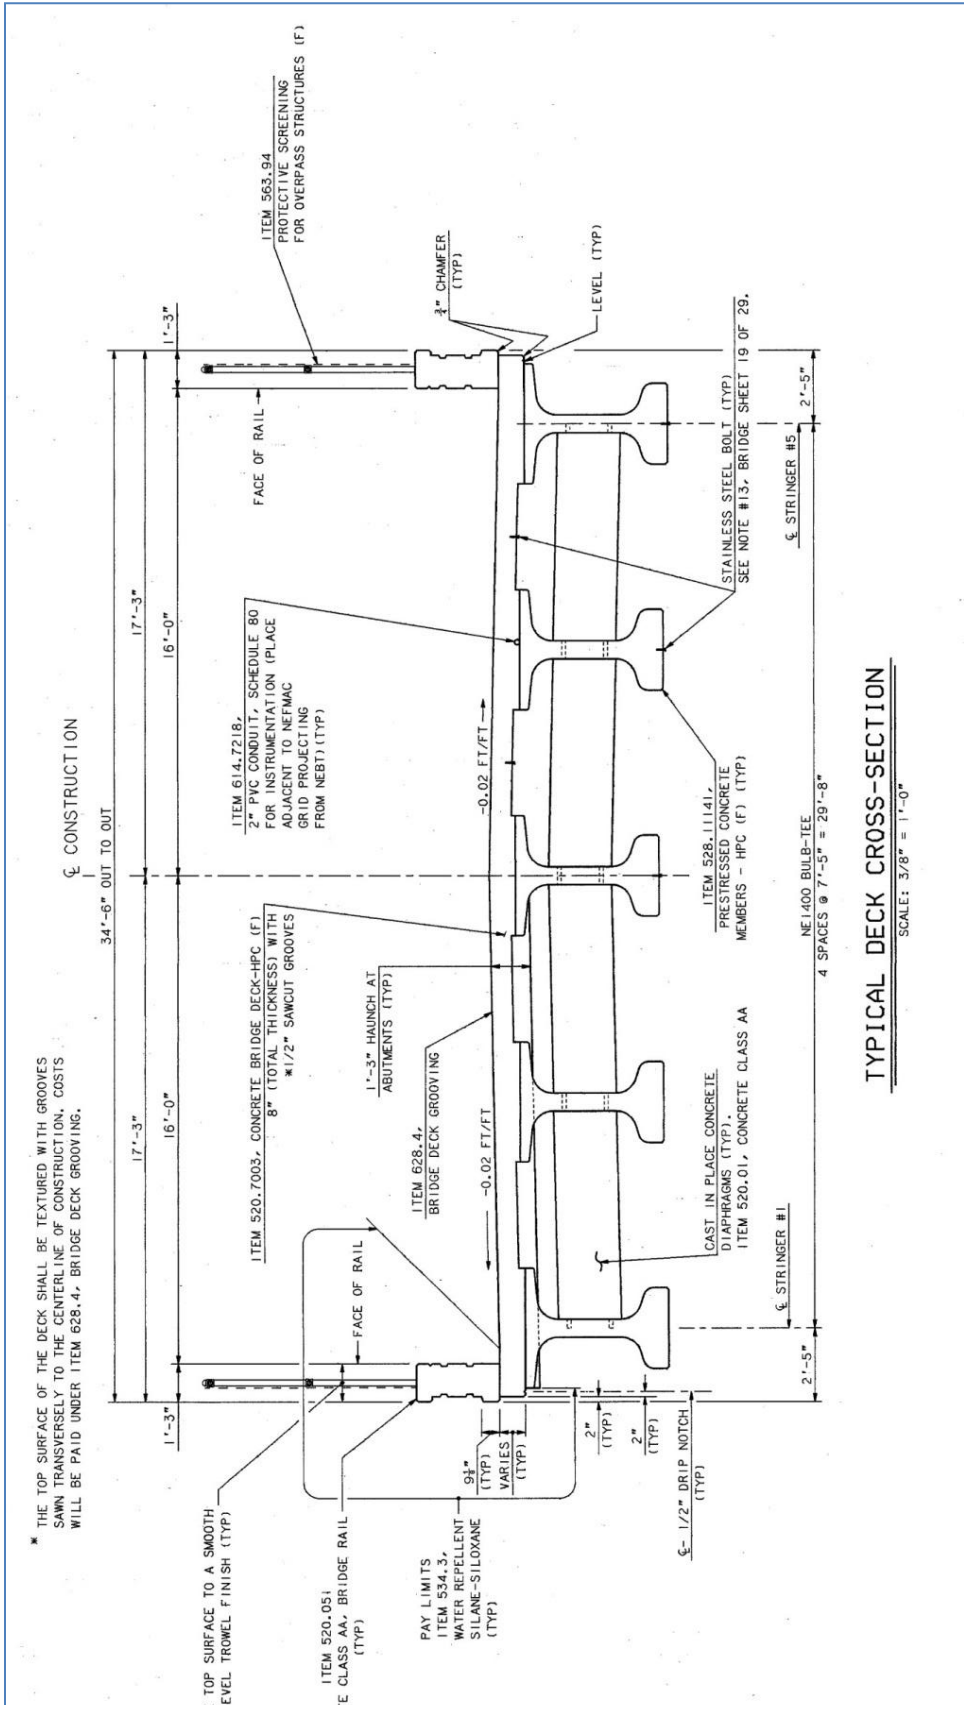 * THE TOP SURFACE OF THE DECK SHALL BE TEXTURED WITH GROOVES
SAWN TRANSVERSELY TO THE CENTERLINE OF CONSTRUCTION. COSTS
WILL BE PAID UNDER ITEM 628.4, BRIDGE DECK GROOVING.
℄ CONSTRUCTION
34'-6" OUT TO OUT
17'-3"
17'-3"
1'-3"
16'-0"
16'-0"
1'-3"
TOP SURFACE TO A SMOOTH
EVEL TROWEL FINISH (TYP)
ITEM 520.051
E CLASS AA, BRIDGE RAIL
(TYP)
PAY LIMITS
ITEM 534.3,
WATER REPELLENT
SILANE-SILOXANE
(TYP)
FACE OF RAIL
ITEM 520.7003, CONCRETE BRIDGE DECK-HPC (F)
8" (TOTAL THICKNESS) WITH
*1/2" SAWCUT GROOVES
1'-3" HAUNCH AT
ABUTMENTS (TYP)
ITEM 628.4,
BRIDGE DECK GROOVING
-0.02 FT/FT
ITEM 614.7218,
2" PVC CONDUIT, SCHEDULE 80
FOR INSTRUMENTATION (PLACE
ADJACENT TO NEFMAC
GRID PROJECTING
FROM NEBT) (TYP)
-0.02 FT/FT
FACE OF RAIL
ITEM 563.94
PROTECTIVE SCREENING
FOR OVERPASS STRUCTURES (F)
3/4" CHAMFER
(TYP)
LEVEL (TYP)
9 1/8"
(TYP)
VARIES
(TYP)
2"
(TYP)
2"
(TYP)
℄- 1/2" DRIP NOTCH
(TYP)
CAST IN PLACE CONCRETE
DIAPHRAGMS (TYP).
ITEM 520.01, CONCRETE CLASS AA
ITEM 528.11141,
PRESTRESSED CONCRETE
MEMBERS - HPC (F) (TYP)
STAINLESS STEEL BOLT (TYP)
SEE NOTE #13, BRIDGE SHEET 19 OF 29.
℄ STRINGER #1
℄ STRINGER #5
2'-5"
NE1400 BULB-TEE
4 SPACES @ 7'-5" = 29'-8"
2'-5"
TYPICAL DECK CROSS-SECTION
SCALE: 3/8" = 1'-0"